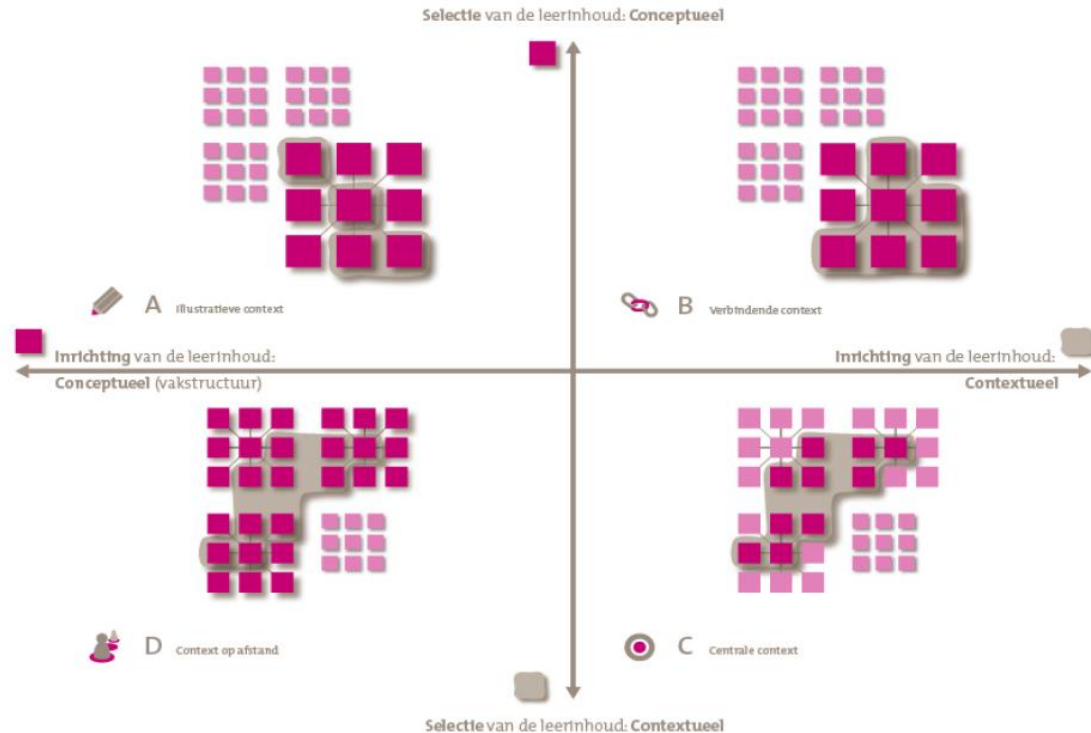 Selectie van de leerinhoud: Conceptueel
A Illustratieve context
B Verbindende context
Inrichting van de leerinhoud:
Conceptueel (vakstructuur)
Inrichting van de leerinhoud:
Contextueel
D Context op afstand
C Centrale context
Selectie van de leerinhoud: Contextueel